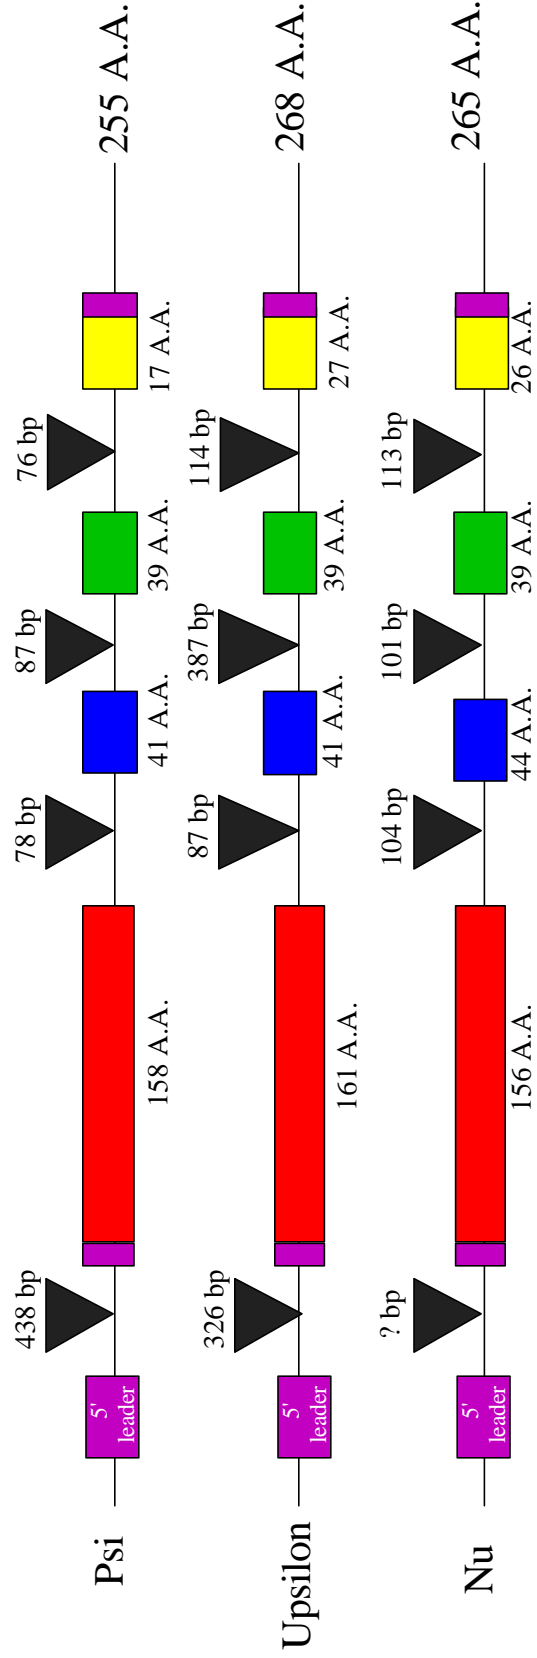 Psi
5'
leader
438 bp
158 A.A.
78 bp
41 A.A.
87 bp
39 A.A.
76 bp
17 A.A.
255 A.A.
Upsilon
5'
leader
326 bp
161 A.A.
87 bp
41 A.A.
387 bp
39 A.A.
114 bp
27 A.A.
268 A.A.
Nu
5'
leader
? bp
156 A.A.
104 bp
44 A.A.
101 bp
39 A.A.
113 bp
26 A.A.
265 A.A.